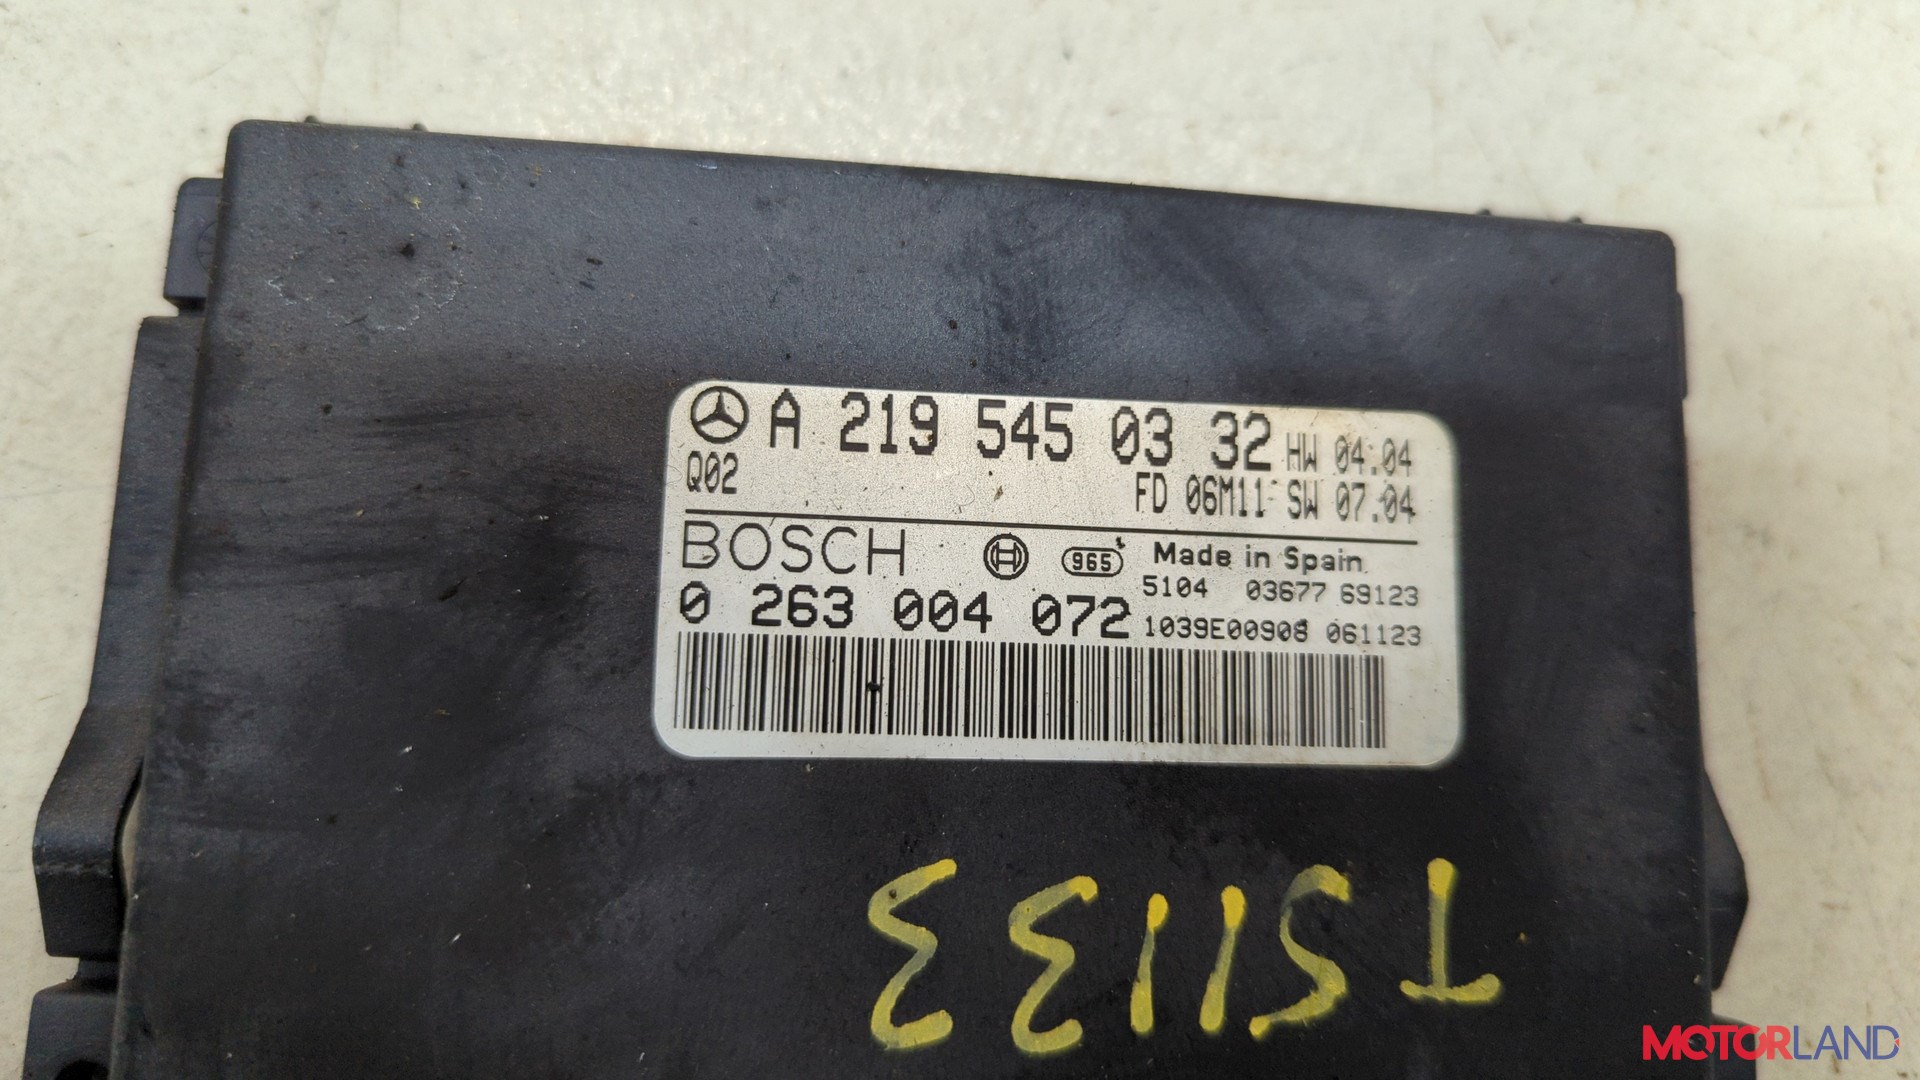 A 219 545 03 32 HW 04.04
Q02 FD 06M11 SW 07.04
BOSCH 965 Made in Spain
5104 03677 69123
0 263 004 072 1039E00908 061123
TS1133
MOTORLAND